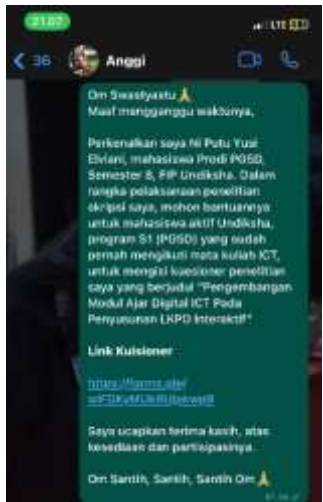 21.07
LTE
36 Anggi
Om Swastyastu🙏
Maaf mengganggu waktunya,
Perkenalkan saya Ni Putu Yusi
Elviani, mahasiswa Prodi PGSD,
Semester 8, FIP Undiksha. Dalam
rangka pelaksanaan penelitian
skripsi saya, mohon bantuannya
untuk mahasiswa aktif Undiksha,
program S1 (PGSD) yang sudah
pernah mengikuti mata kuliah ICT,
untuk mengisi kuesioner penelitian
saya yang berjudul "Pengembangan
Modul Ajar Digital ICT Pada
Penyusunan LKPD Interaktif"
Link Kuisioner
https://forms.gle/
Saya ucapkan terima kasih, atas
kesediaan dan partisipasinya.
Om Santih, Santih, Santih Om🙏